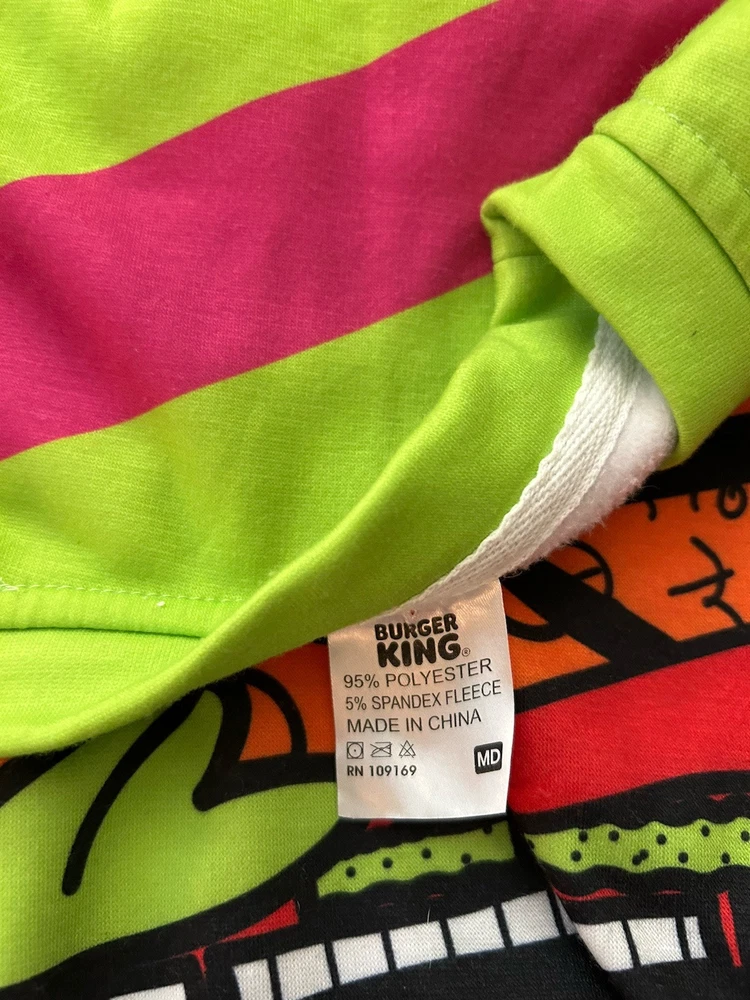 BURGER
KING®
95% POLYESTER
5% SPANDEX FLEECE
MADE IN CHINA
RN 109169
MD